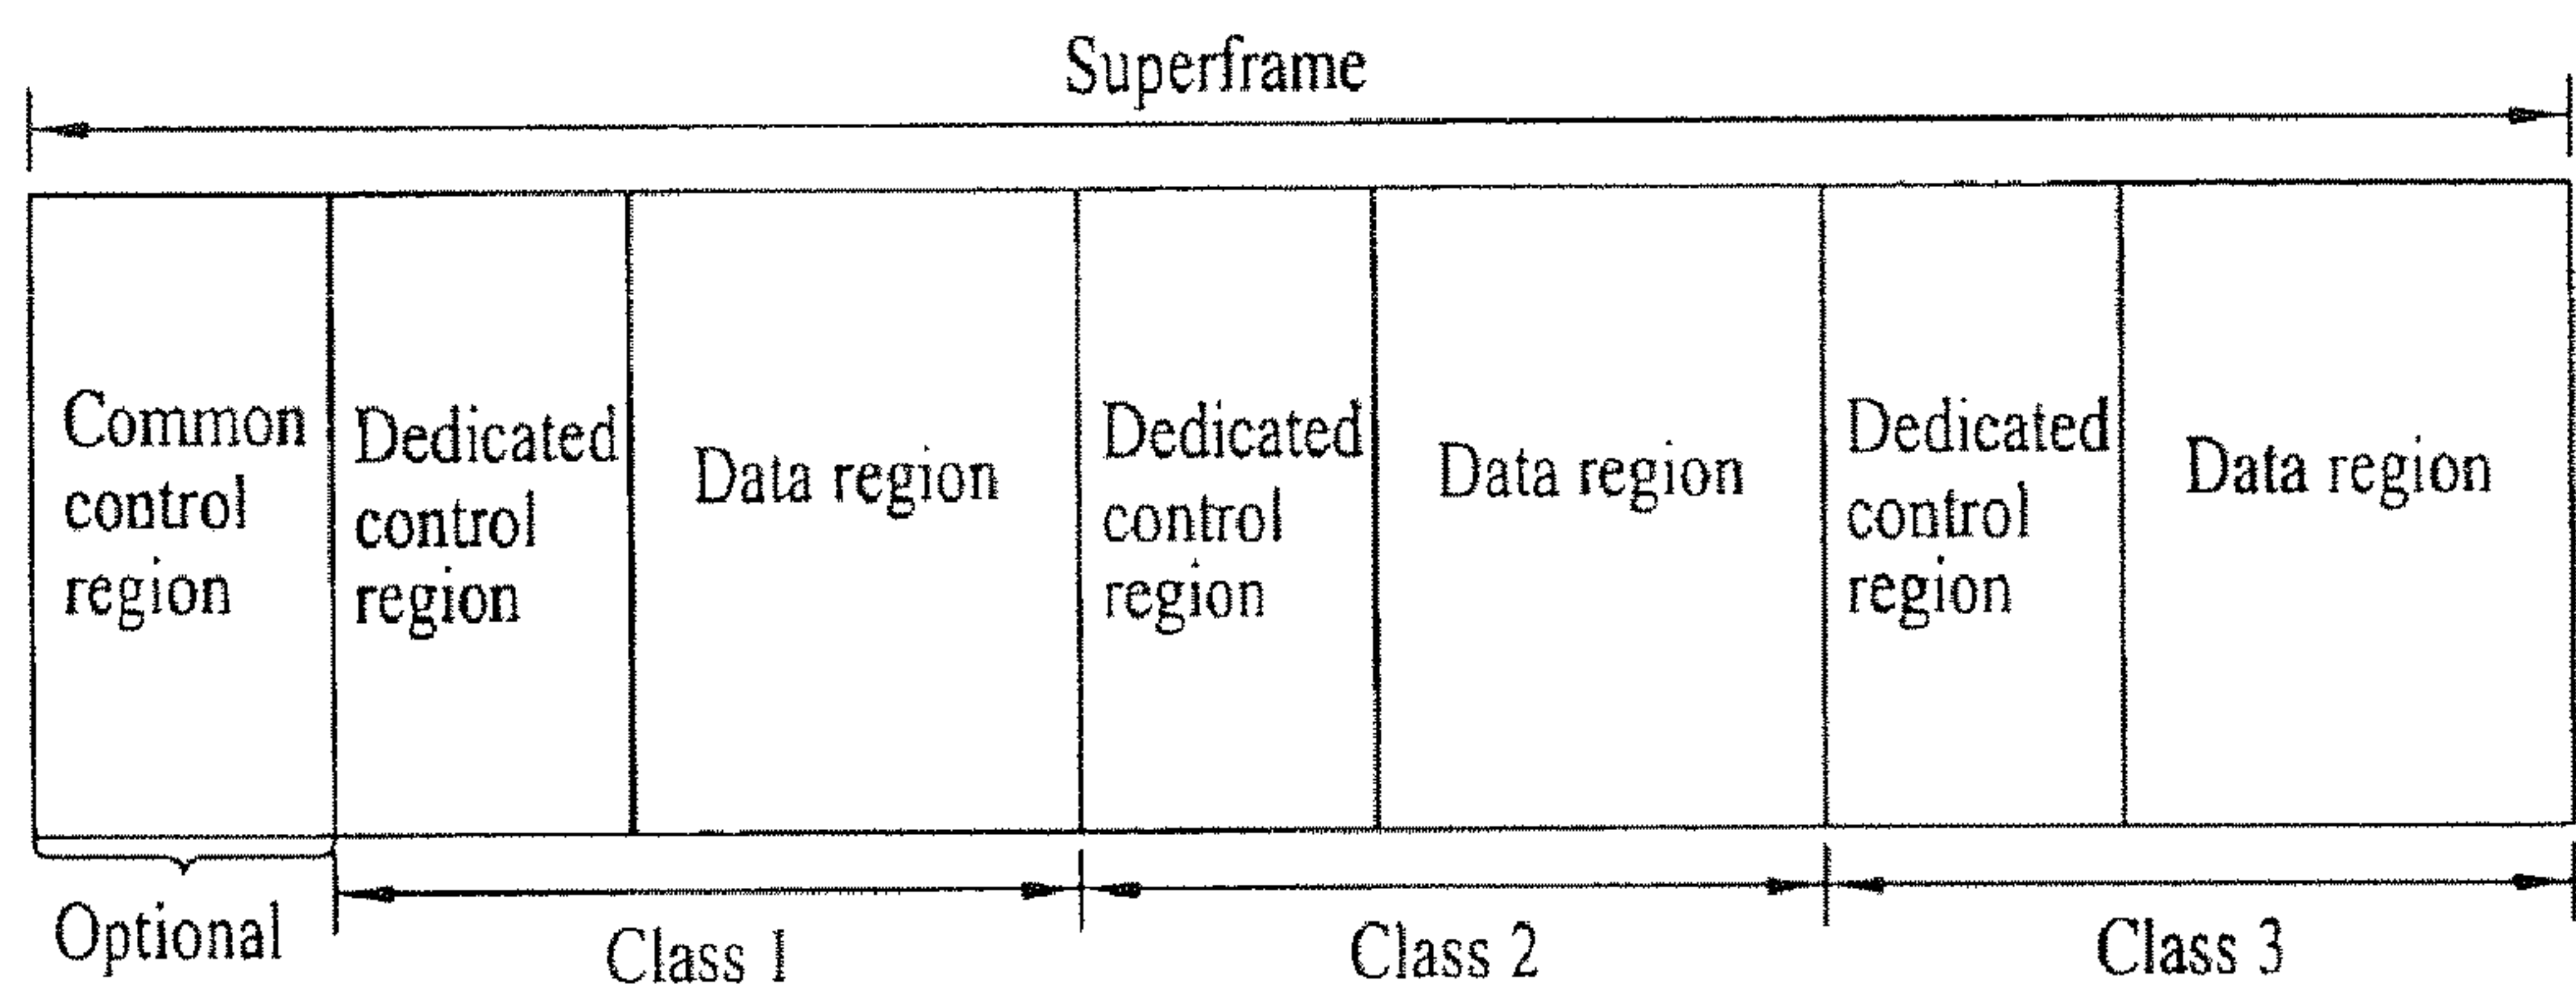 Superframe
Common
control
region
Dedicated
control
region
Data region
Dedicated
control
region
Data region
Dedicated
control
region
Data region
Optional
Class 1
Class 2
Class 3